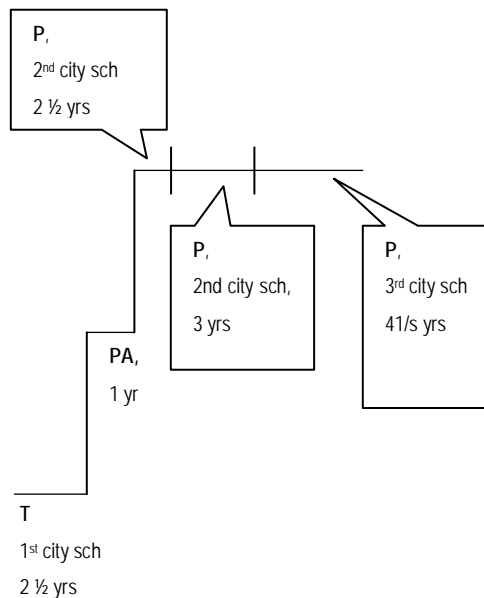 P,
2nd city sch
2 ½ yrs
P,
2nd city sch,
3 yrs
P,
3rd city sch
41/s yrs
PA,
1 yr
T
1st city sch
2 ½ yrs